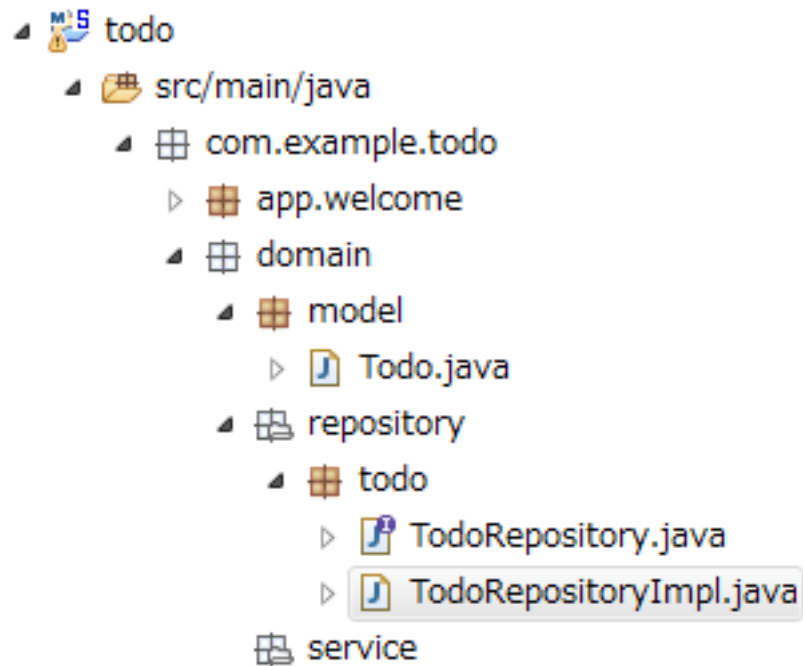 todo
src/main/java
com.example.todo
app.welcome
domain
model
Todo.java
repository
todo
TodoRepository.java
TodoRepositoryImpl.java
service